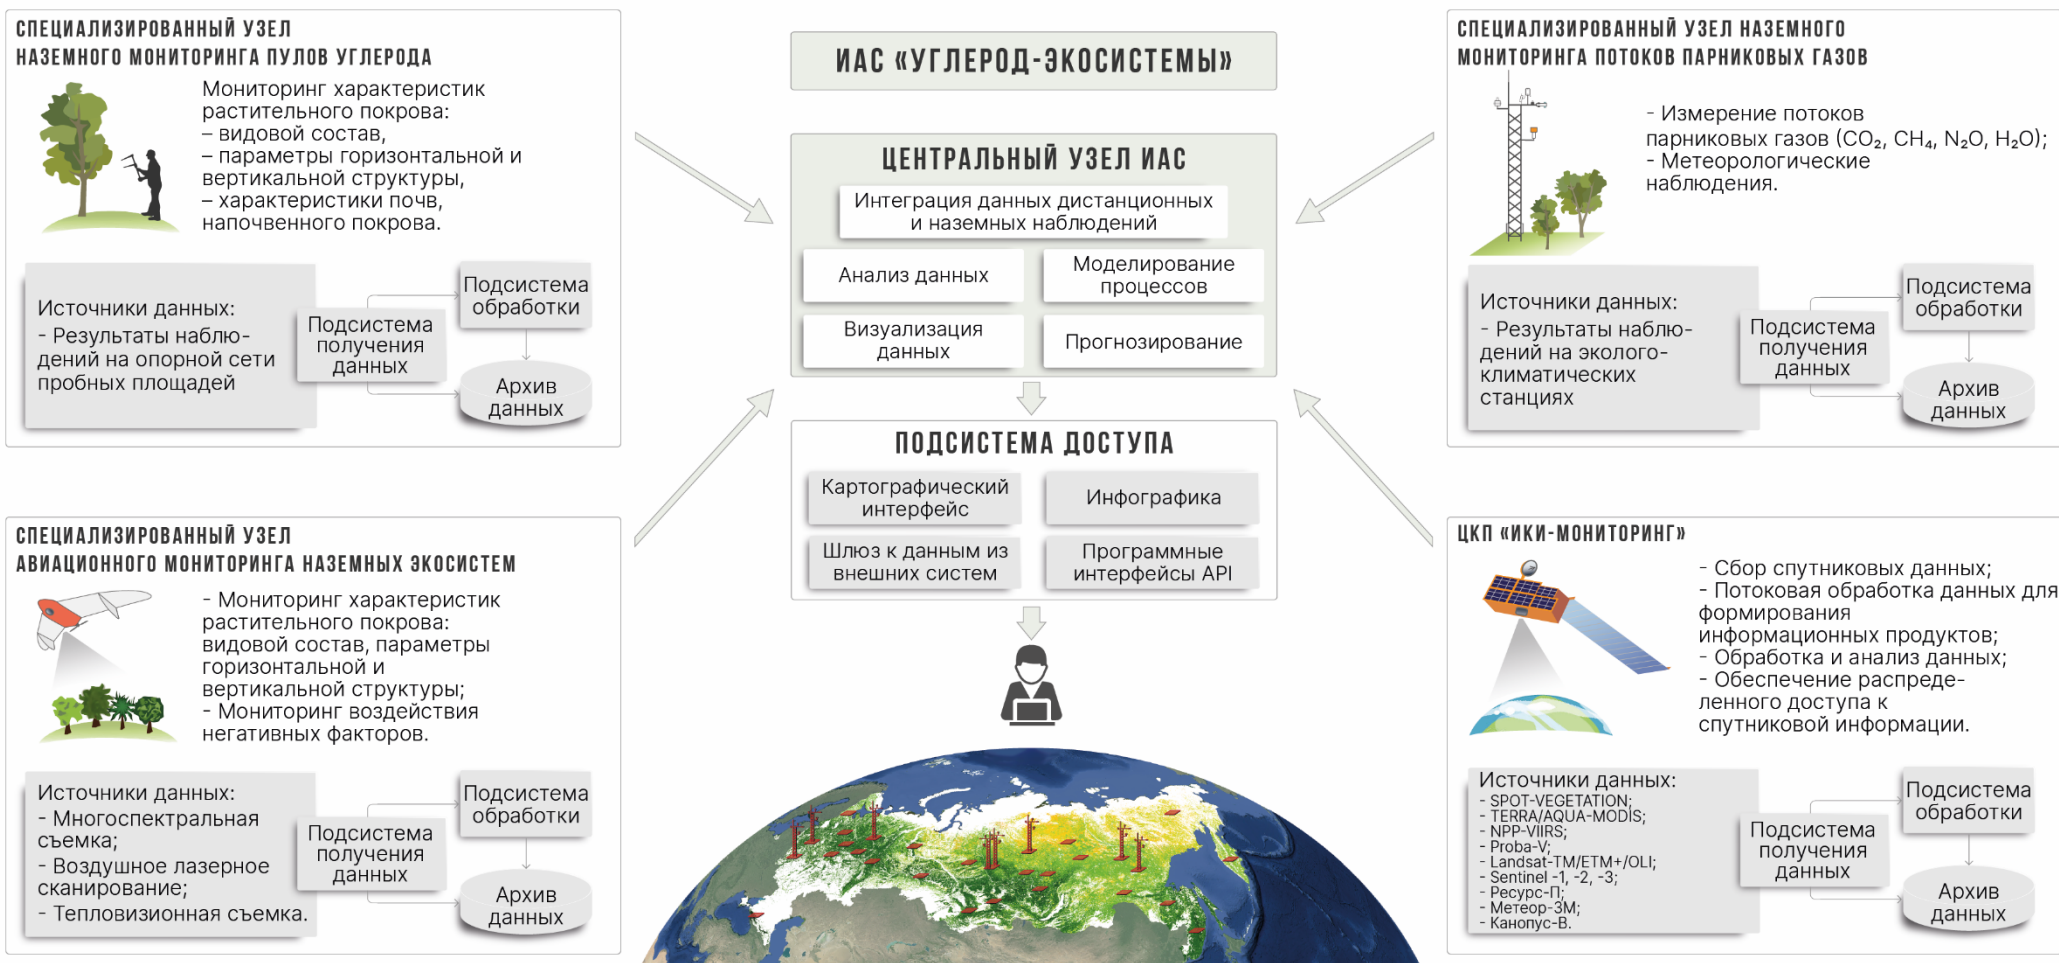 СПЕЦИАЛИЗИРОВАННЫЙ УЗЕЛ
НАЗЕМНОГО МОНИТОРИНГА ПУЛОВ УГЛЕРОДА
Мониторинг характеристик
растительного покрова:
– видовой состав,
– параметры горизонтальной и
вертикальной структуры,
– характеристики почв,
напочвенного покрова.
Источники данных:
- Результаты наблю-
дений на опорной сети
пробных площадей
Подсистема
получения
данных
Подсистема
обработки
Архив
данных
ИАС «УГЛЕРОД-ЭКОСИСТЕМЫ»
ЦЕНТРАЛЬНЫЙ УЗЕЛ ИАС
Интеграция данных дистанционных
и наземных наблюдений
Анализ данных
Моделирование
процессов
Визуализация
данных
Прогнозирование
ПОДСИСТЕМА ДОСТУПА
Картографический
интерфейс
Инфографика
Шлюз к данным из
внешних систем
Программные
интерфейсы API
СПЕЦИАЛИЗИРОВАННЫЙ УЗЕЛ НАЗЕМНОГО
МОНИТОРИНГА ПОТОКОВ ПАРНИКОВЫХ ГАЗОВ
- Измерение потоков
парниковых газов (CO₂, CH₄, N₂O, H₂O);
- Метеорологические
наблюдения.
Источники данных:
- Результаты наблю-
дений на эколого-
климатических
станциях
Подсистема
получения
данных
Подсистема
обработки
Архив
данных
СПЕЦИАЛИЗИРОВАННЫЙ УЗЕЛ
АВИАЦИОННОГО МОНИТОРИНГА НАЗЕМНЫХ ЭКОСИСТЕМ
- Мониторинг характеристик
растительного покрова:
видовой состав, параметры
горизонтальной и
вертикальной структуры;
- Мониторинг воздействия
негативных факторов.
Источники данных:
- Многоспектральная
съемка;
- Воздушное лазерное
сканирование;
- Тепловизионная съемка.
Подсистема
получения
данных
Подсистема
обработки
Архив
данных
ЦКП «ИКИ-МОНИТОРИНГ»
- Сбор спутниковых данных;
- Потоковая обработка данных для
формирования
информационных продуктов;
- Обработка и анализ данных;
- Обеспечение распреде-
ленного доступа к
спутниковой информации.
Источники данных:
- SPOT-VEGETATION;
- TERRA/AQUA-MODIS;
- NPP-VIIRS;
- Proba-V;
- Landsat-TM/ETM+/OLI;
- Sentinel -1, -2, -3;
- Ресурс-П;
- Метеор-3М;
- Канопус-В.
Подсистема
получения
данных
Подсистема
обработки
Архив
данных